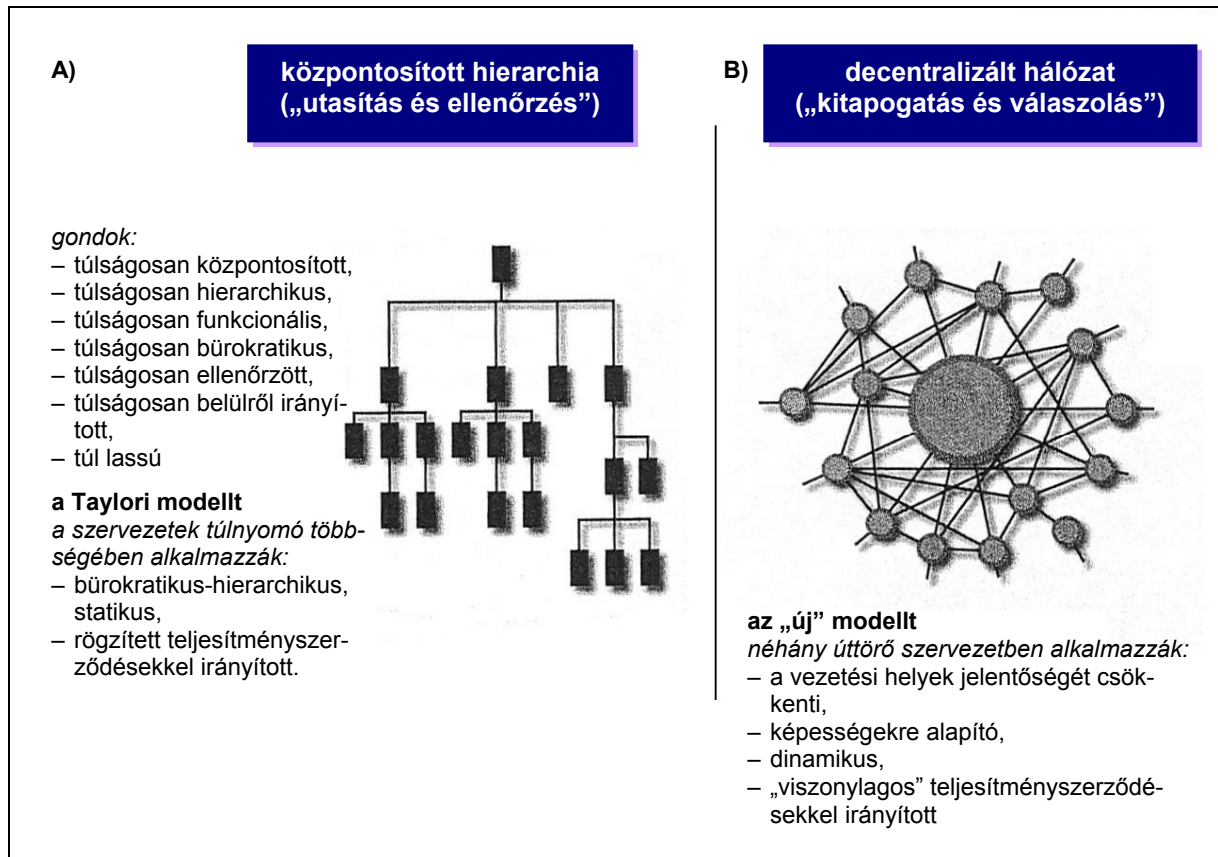 A)
központosított hierarchia
(„utasítás és ellenőrzés”)
gondok:
– túlságosan központosított,
– túlságosan hierarchikus,
– túlságosan funkcionális,
– túlságosan bürokratikus,
– túlságosan ellenőrzött,
– túlságosan belülről irányí-
tott,
– túl lassú
a Taylori modellt
a szervezetek túlnyomó több-
ségében alkalmazzák:
– bürokratikus-hierarchikus,
statikus,
– rögzített teljesítményszer-
ződésekkel irányított.
B)
decentralizált hálózat
(„kitapogatás és válaszolás”)
az „új” modellt
néhány úttörő szervezetben alkalmazzák:
– a vezetési helyek jelentőségét csök-
kenti,
– képességekre alapító,
– dinamikus,
– „viszonylagos” teljesítményszerződé-
sekkel irányított